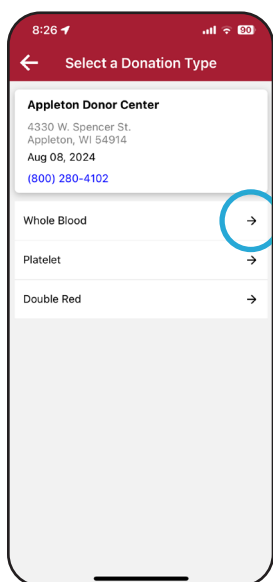 8:26
90
Select a Donation Type
Appleton Donor Center
4330 W. Spencer St.
Appleton, WI 54914
Aug 08, 2024
(800) 280-4102
Whole Blood
Platelet
Double Red